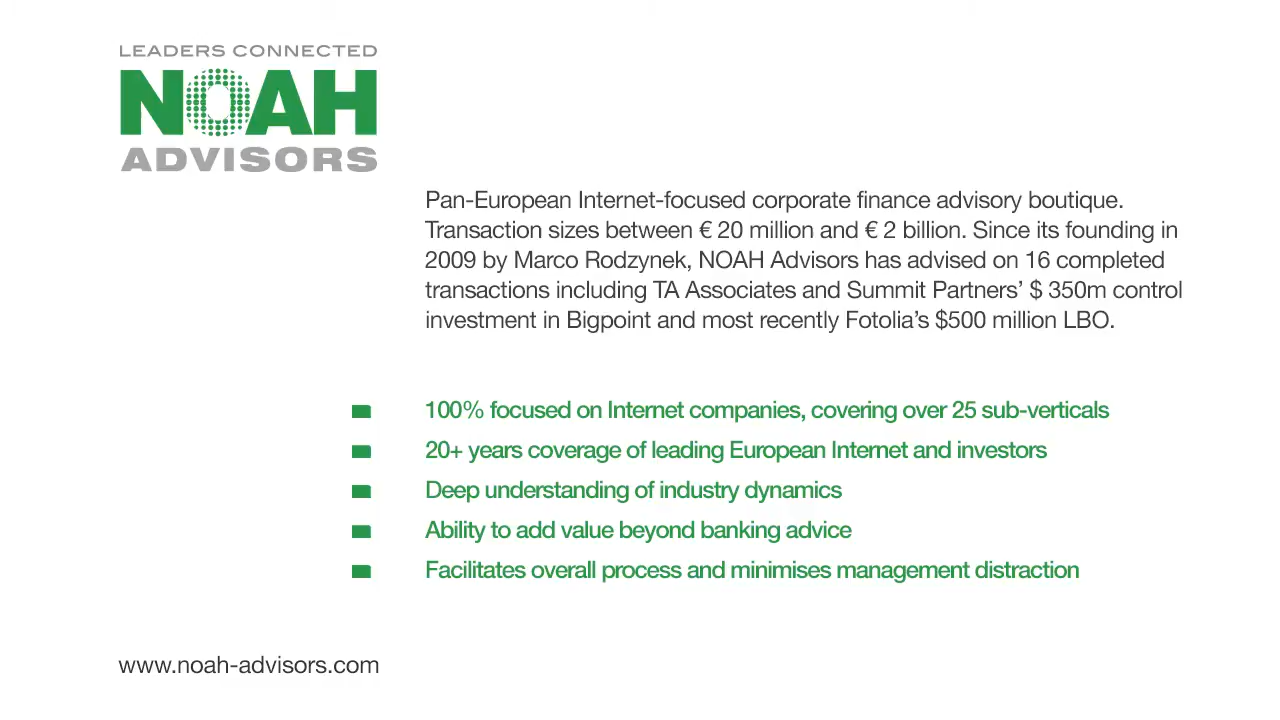 LEADERS CONNECTED
NOAH
ADVISORS
Pan-European Internet-focused corporate finance advisory boutique.
Transaction sizes between € 20 million and € 2 billion. Since its founding in
2009 by Marco Rodzynek, NOAH Advisors has advised on 16 completed
transactions including TA Associates and Summit Partners’ $ 350m control
investment in Bigpoint and most recently Fotolia’s $500 million LBO.
100% focused on Internet companies, covering over 25 sub-verticals
20+ years coverage of leading European Internet and investors
Deep understanding of industry dynamics
Ability to add value beyond banking advice
Facilitates overall process and minimises management distraction
www.noah-advisors.com